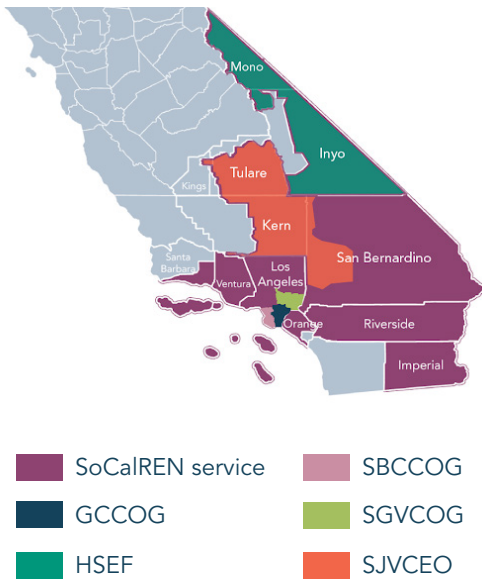 Mono
Inyo
Tulare
Kings
Kern
San Bernardino
Santa
Barbara
Ventura
Los
Angeles
Orange
Riverside
Imperial
SoCalREN service
SBCCOG
GCCOG
SGVCOG
HSEF
SJVCEO